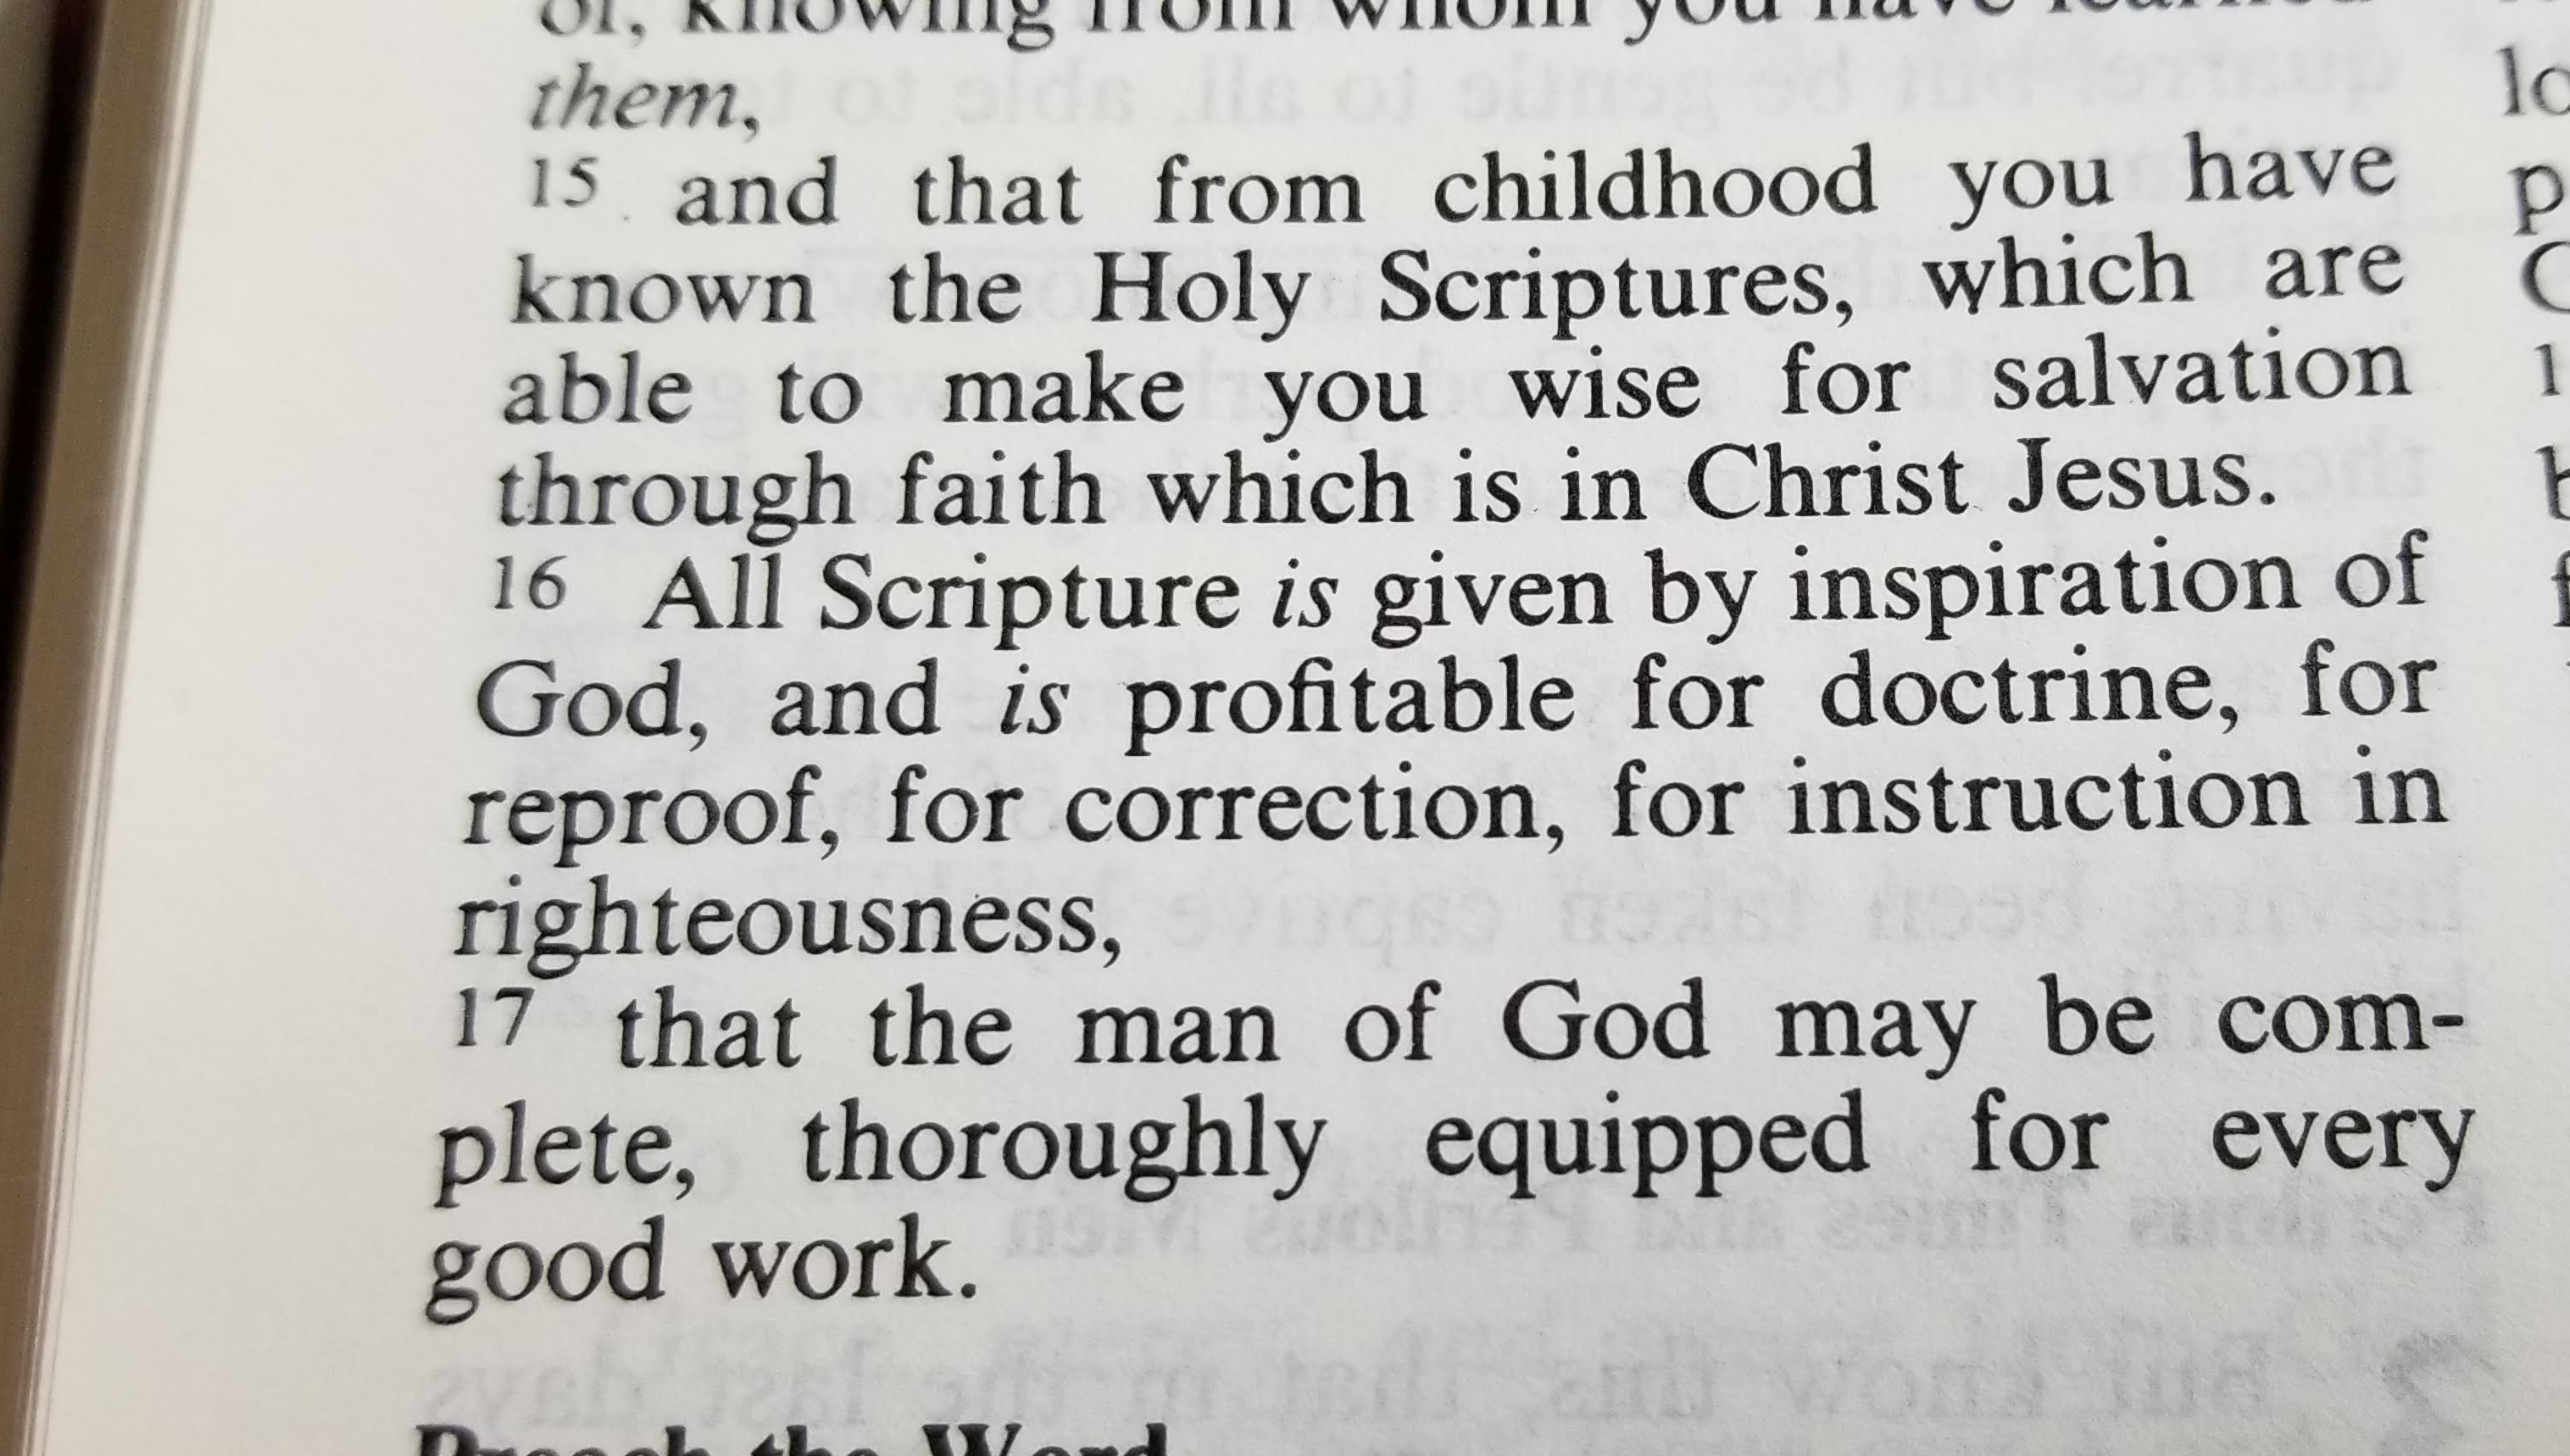 of, knowing from whom you have learned
them,
15 and that from childhood you have
known the Holy Scriptures, which are
able to make you wise for salvation
through faith which is in Christ Jesus.
16 All Scripture is given by inspiration of
God, and is profitable for doctrine, for
reproof, for correction, for instruction in
righteousness,
17 that the man of God may be com-
plete, thoroughly equipped for every
good work.
Preach the Word